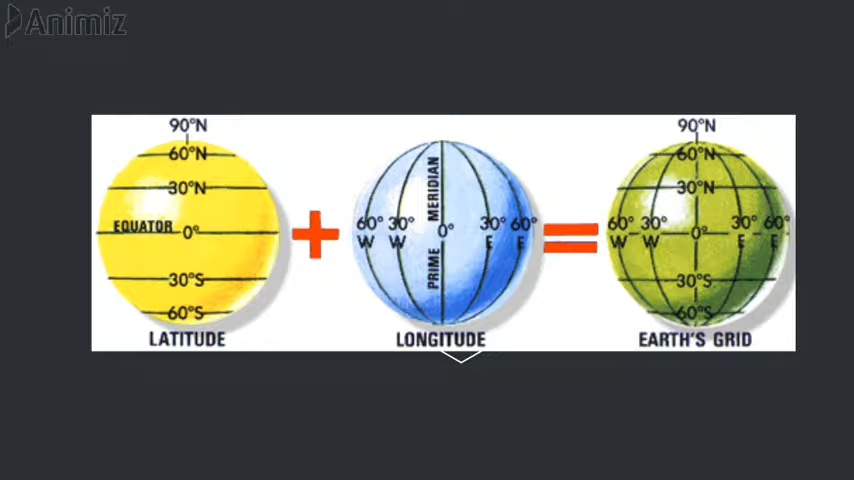 Animiz
90°N
60°N
30°N
EQUATOR 0°
30°S
60°S
LATITUDE
MERIDIAN
60° 30° 0° 30° 60°
W W E E
PRIME
LONGITUDE
90°N
60°N
30°N
60° 30° 0° 30° 60°
W W E E
30°S
60°S
EARTH'S GRID